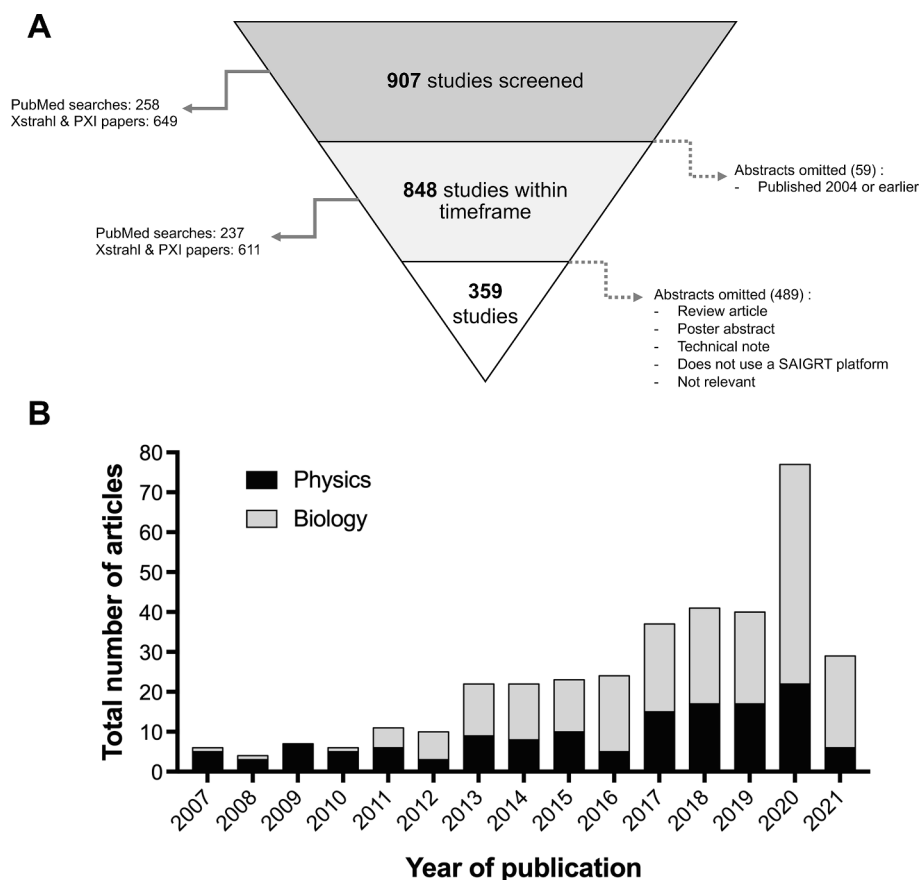 A
907 studies screened
PubMed searches: 258
Xstrahl & PXI papers: 649
Abstracts omitted (59) :
- Published 2004 or earlier
848 studies within
timeframe
PubMed searches: 237
Xstrahl & PXI papers: 611
359
studies
Abstracts omitted (489) :
- Review article
- Poster abstract
- Technical note
- Does not use a SAIGRT platform
- Not relevant
B
Total number of articles
80
70
60
50
40
30
20
10
0
Physics
Biology
2007
2008
2009
2010
2011
2012
2013
2014
2015
2016
2017
2018
2019
2020
2021
Year of publication